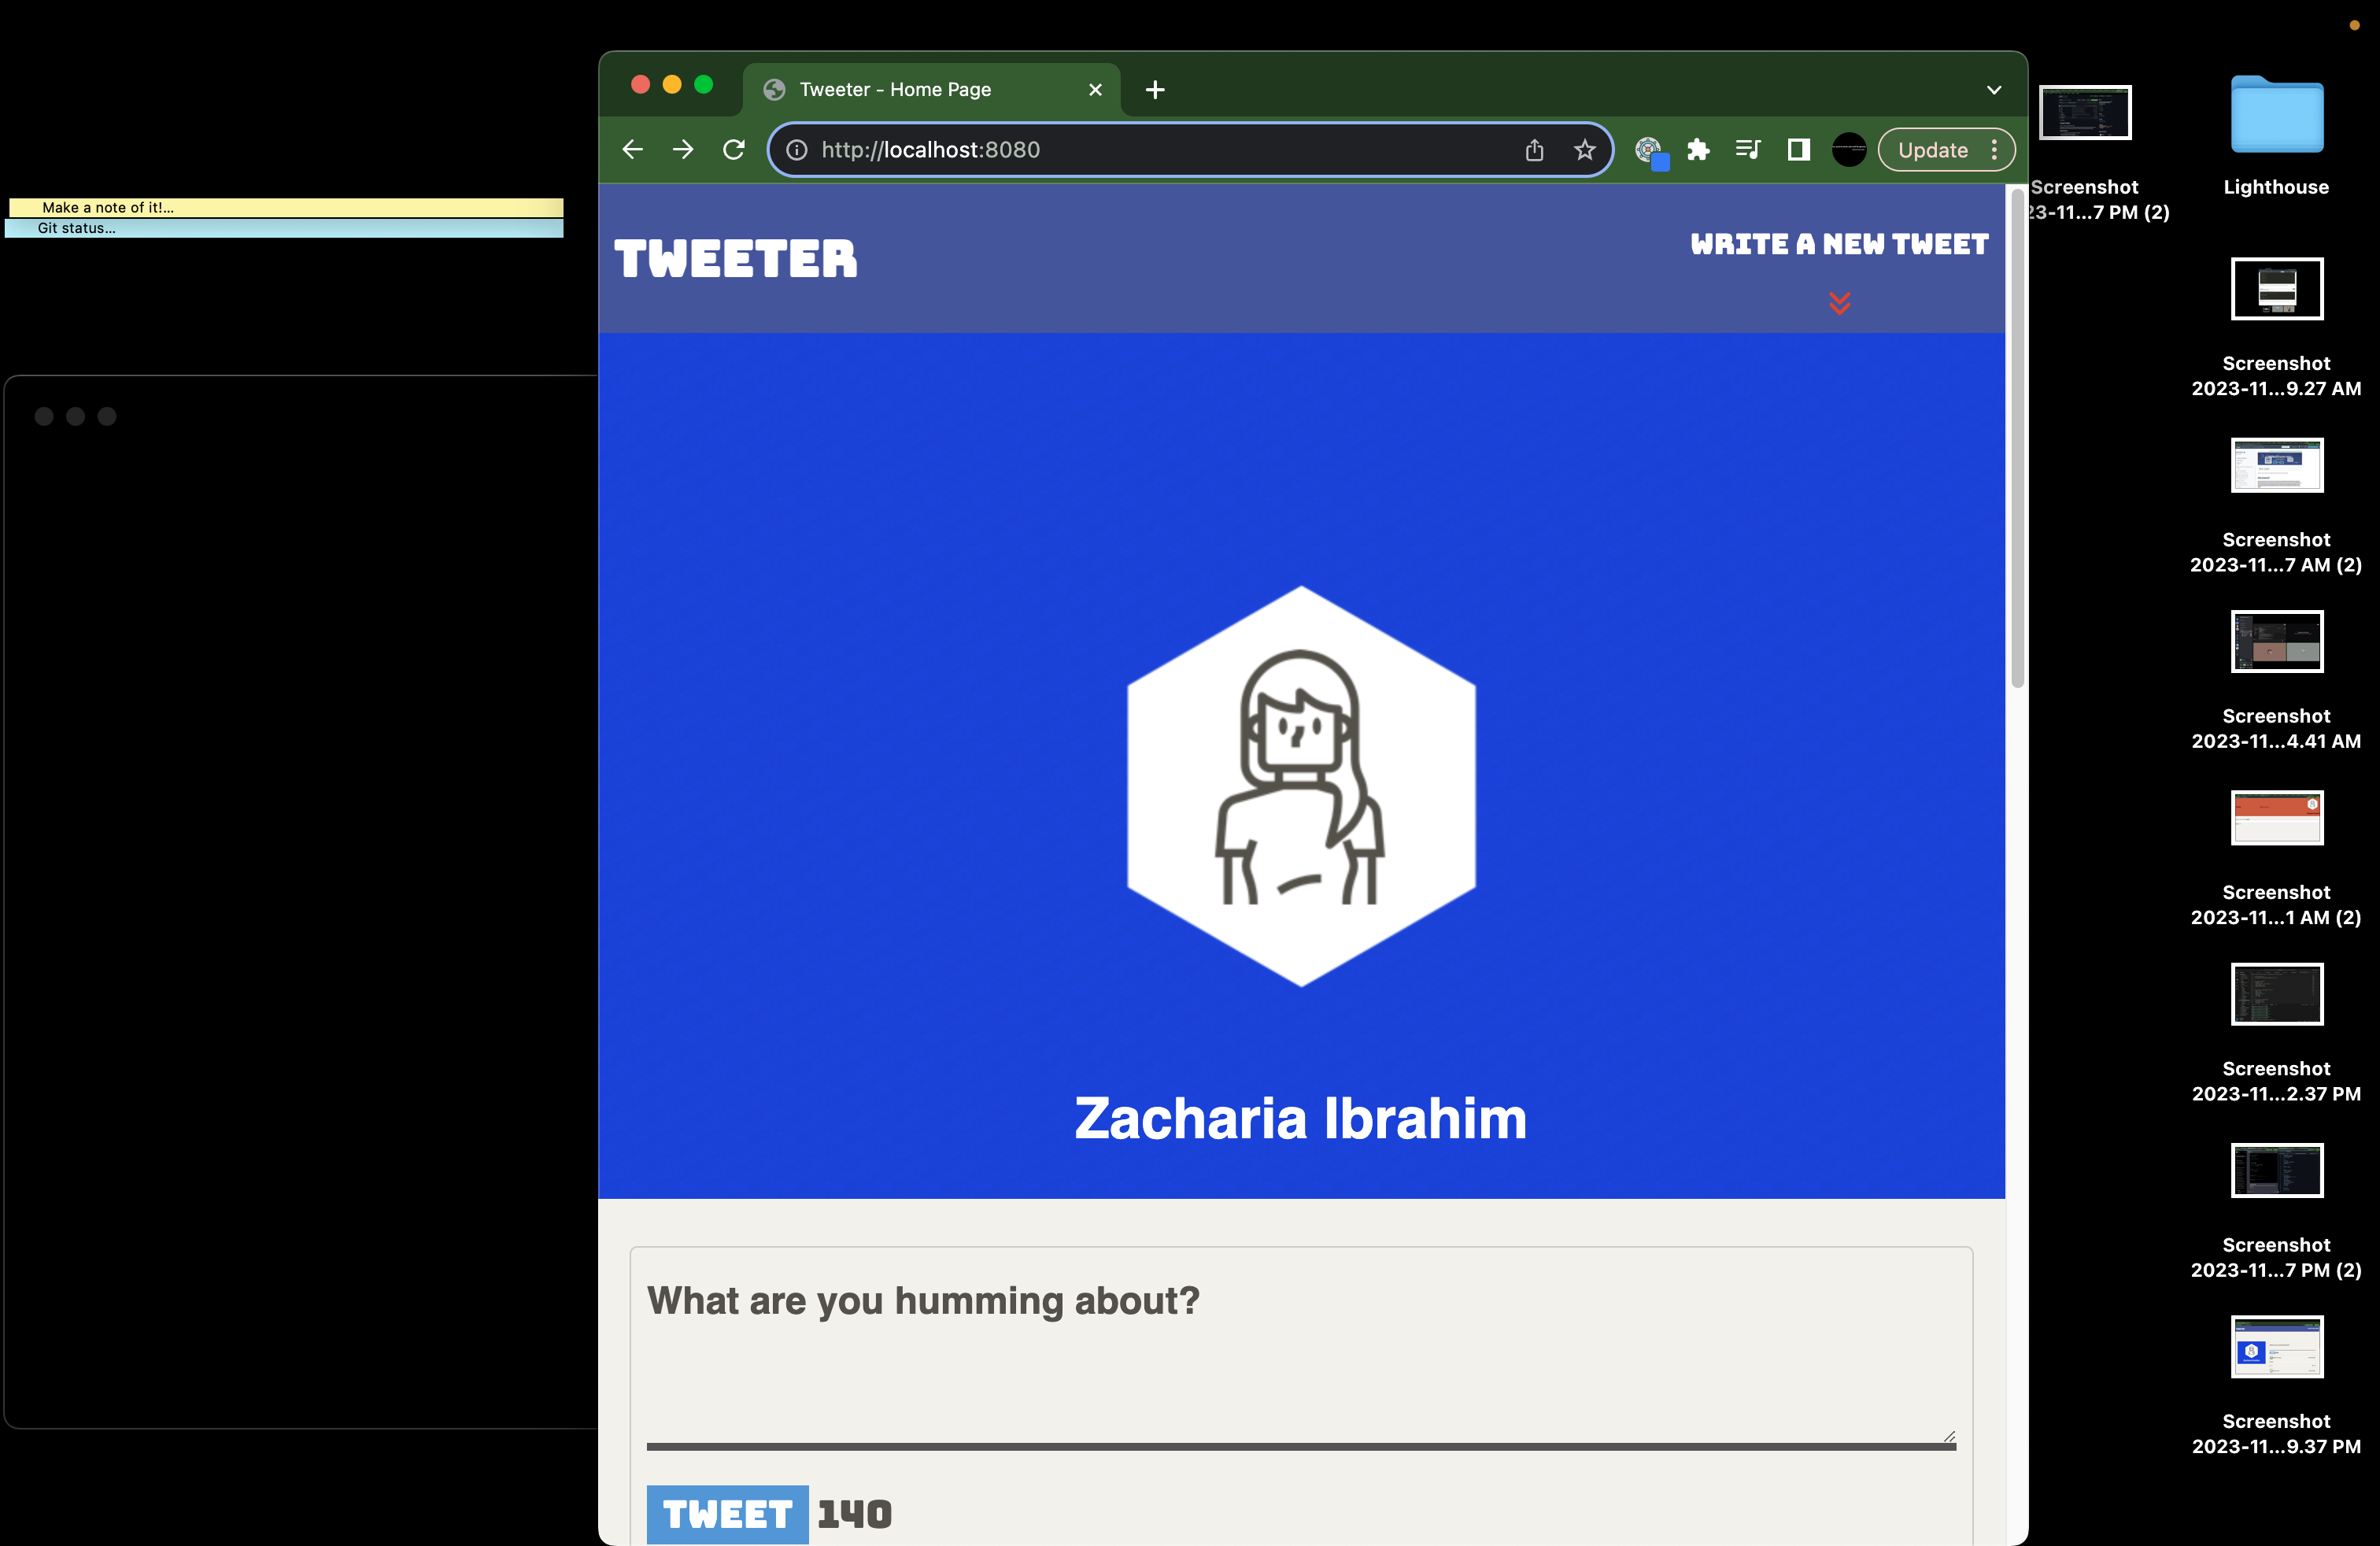 Make a note of it!...
Git status...
Tweeter - Home Page
http://localhost:8080
Update
TWEETER
WRITE A NEW TWEET
Zacharia Ibrahim
What are you humming about?
TWEET 140
Screenshot
23-11...7 PM (2)
Lighthouse
Screenshot
2023-11...9.27 AM
Screenshot
2023-11...7 AM (2)
Screenshot
2023-11...4.41 AM
Screenshot
2023-11...1 AM (2)
Screenshot
2023-11...2.37 PM
Screenshot
2023-11...7 PM (2)
Screenshot
2023-11...9.37 PM